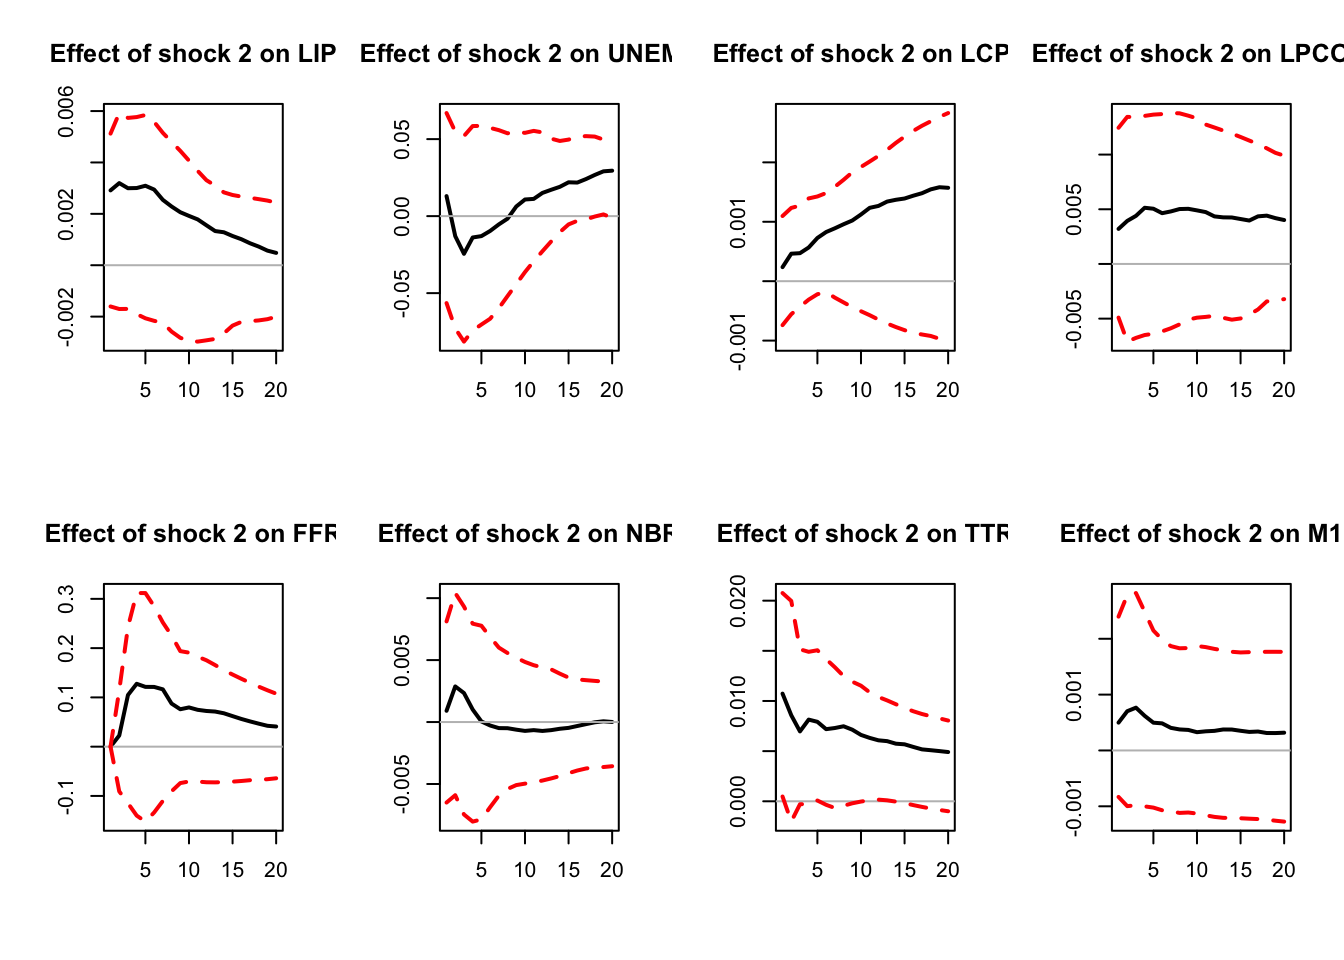 Effect of shock 2 on LIP
Effect of shock 2 on UNEM
Effect of shock 2 on LCP
Effect of shock 2 on LPCO
0.006
0.002
-0.002
5 10 15 20
0.05
0.00
-0.05
5 10 15 20
0.001
-0.001
5 10 15 20
0.005
-0.005
5 10 15 20
Effect of shock 2 on FFR
Effect of shock 2 on NBR
Effect of shock 2 on TTR
Effect of shock 2 on M1
0.3
0.2
0.1
-0.1
5 10 15 20
0.005
-0.005
5 10 15 20
0.020
0.010
0.000
5 10 15 20
0.001
-0.001
5 10 15 20